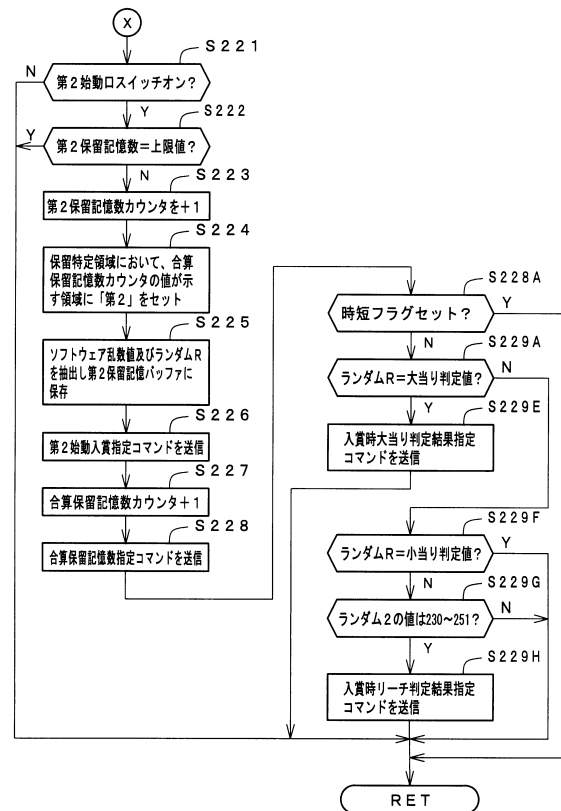 X
S221
N
第2始動口スイッチオン?
Y
S222
Y
第2保留記憶数=上限値?
N
S223
第2保留記憶数カウンタを+1
S224
保留特定領域において、合算
保留記憶数カウンタの値が示
す領域に「第2」をセット
S225
ソフトウェア乱数値及びランダムR
を抽出し第2保留記憶バッファに
保存
S226
第2始動入賞指定コマンドを送信
S227
合算保留記憶数カウンタ+1
S228
合算保留記憶数指定コマンドを送信
S228A
時短フラグセット?
Y
N
S229A
ランダムR=大当り判定値?
N
Y
S229E
入賞時大当り判定結果指定
コマンドを送信
S229F
ランダムR=小当り判定値?
Y
N
S229G
ランダム2の値は230~251?
N
Y
S229H
入賞時リーチ判定結果指定
コマンドを送信
RET